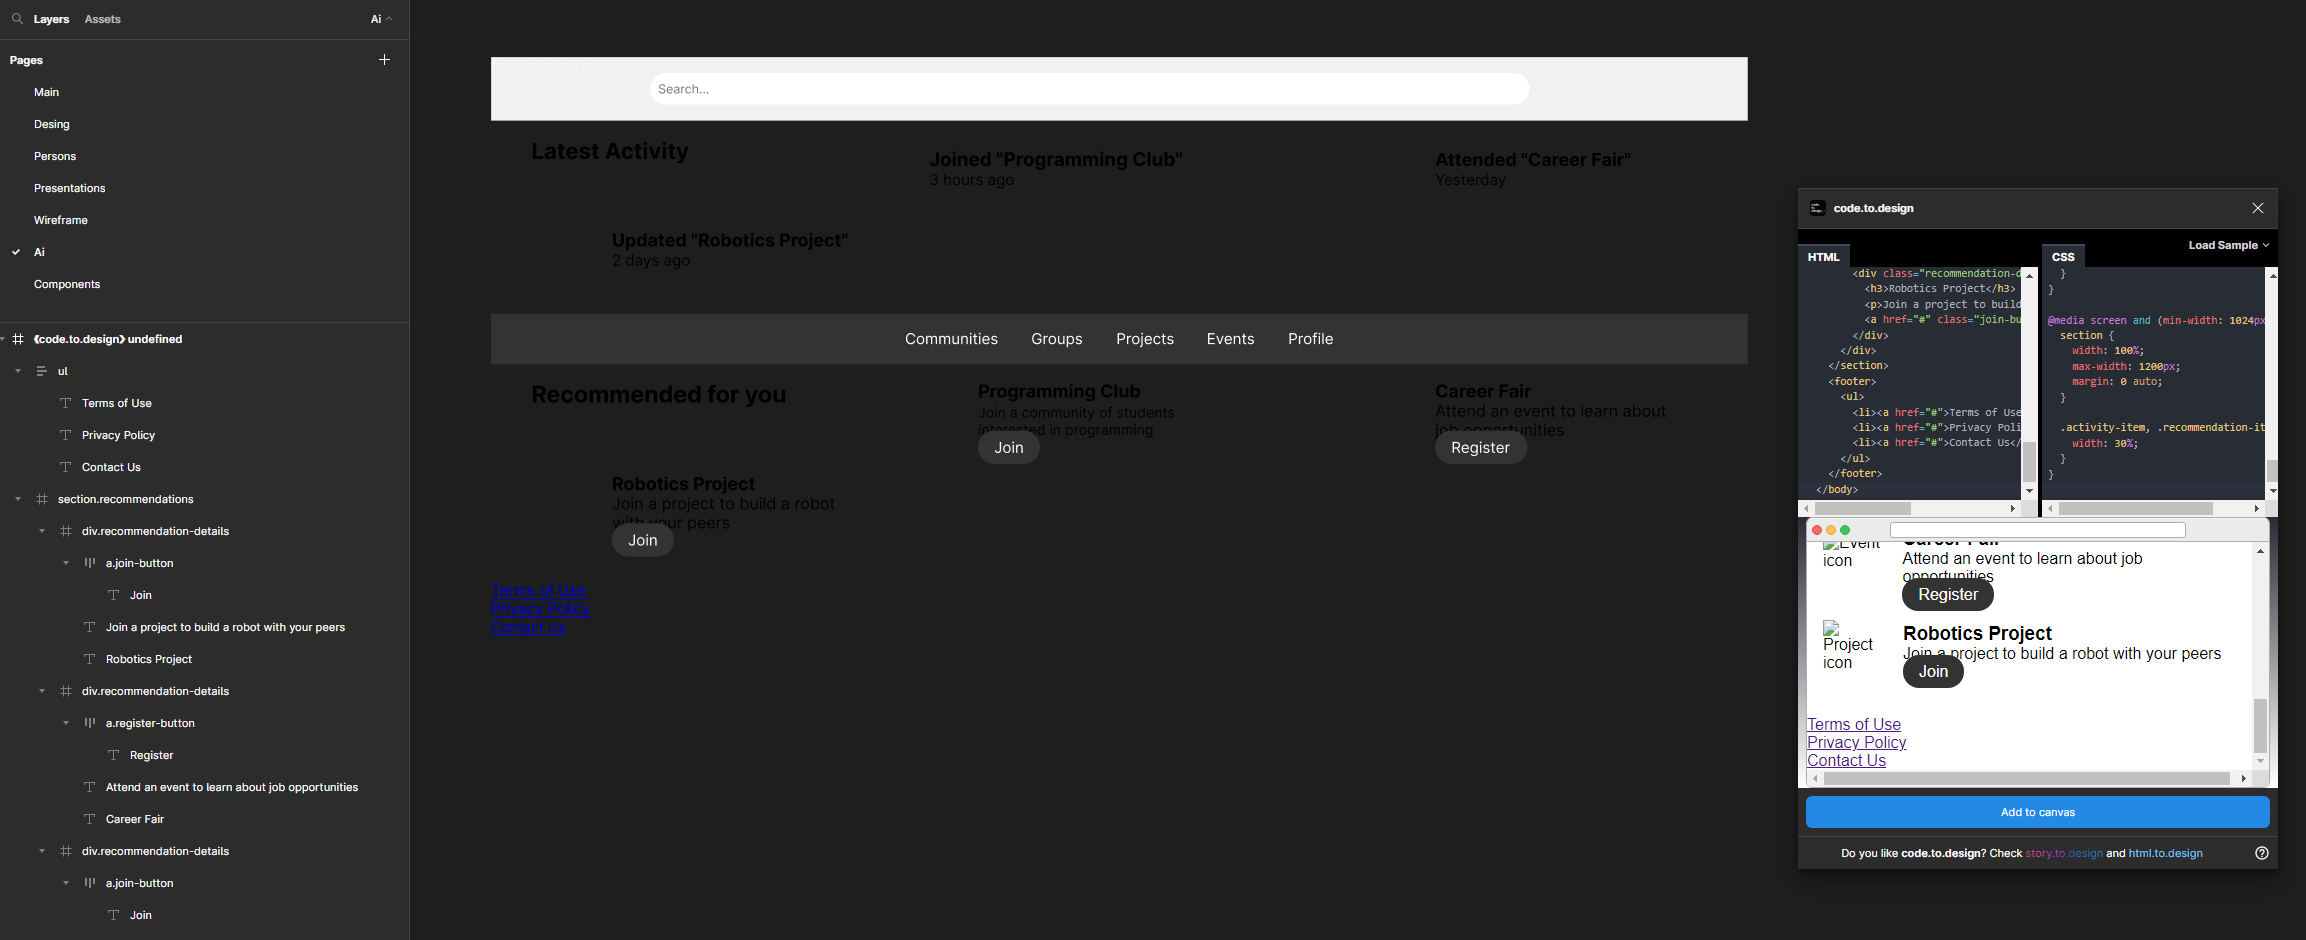 Layers Assets Ai
Pages
Main
Desing
Persons
Presentations
Wireframe
Ai
Components
《code.to.design》 undefined
ul
Terms of Use
Privacy Policy
Contact Us
section.recommendations
div.recommendation-details
a.join-button
Join
Join a project to build a robot with your peers
Robotics Project
div.recommendation-details
a.register-button
Register
Attend an event to learn about job opportunities
Career Fair
div.recommendation-details
a.join-button
Join
Search...
Latest Activity
Joined "Programming Club"
3 hours ago
Attended "Career Fair"
Yesterday
Updated "Robotics Project"
2 days ago
Communities Groups Projects Events Profile
Recommended for you
Programming Club
Join a community of students
interested in programming
Join
Career Fair
Attend an event to learn about
job opportunities
Register
Robotics Project
Join a project to build a robot
with your peers
Join
Terms of Use
Privacy Policy
Contact Us
code.to.design
Load Sample
HTML
<div class="recommendation-d
<h3>Robotics Project</h3>
<p>Join a project to build
<a href="#" class="join-bu
</div>
</div>
</section>
<footer>
<ul>
<li><a href="#">Terms of Use
<li><a href="#">Privacy Poli
<li><a href="#">Contact Us</
</ul>
</footer>
</body>
CSS
}
}
@media screen and (min-width: 1024px
section {
width: 100%;
max-width: 1200px;
margin: 0 auto;
}
.activity-item, .recommendation-it
width: 30%;
}
}
Event
icon
Career Fair
Attend an event to learn about job
opportunities
Register
Project
icon
Robotics Project
Join a project to build a robot with your peers
Join
Terms of Use
Privacy Policy
Contact Us
Add to canvas
Do you like code.to.design? Check story.to.design and html.to.design